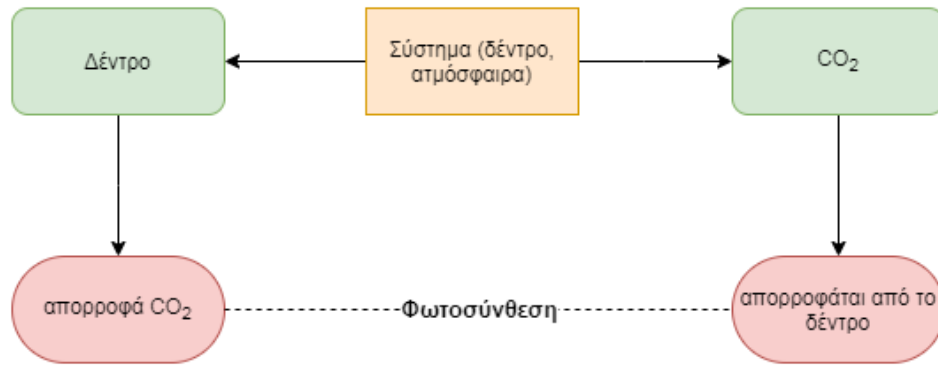 Δέντρο
Σύστημα (δέντρο,
ατμόσφαιρα)
CO₂
απορροφά CO₂
Φωτοσύνθεση
απορροφάται από το
δέντρο